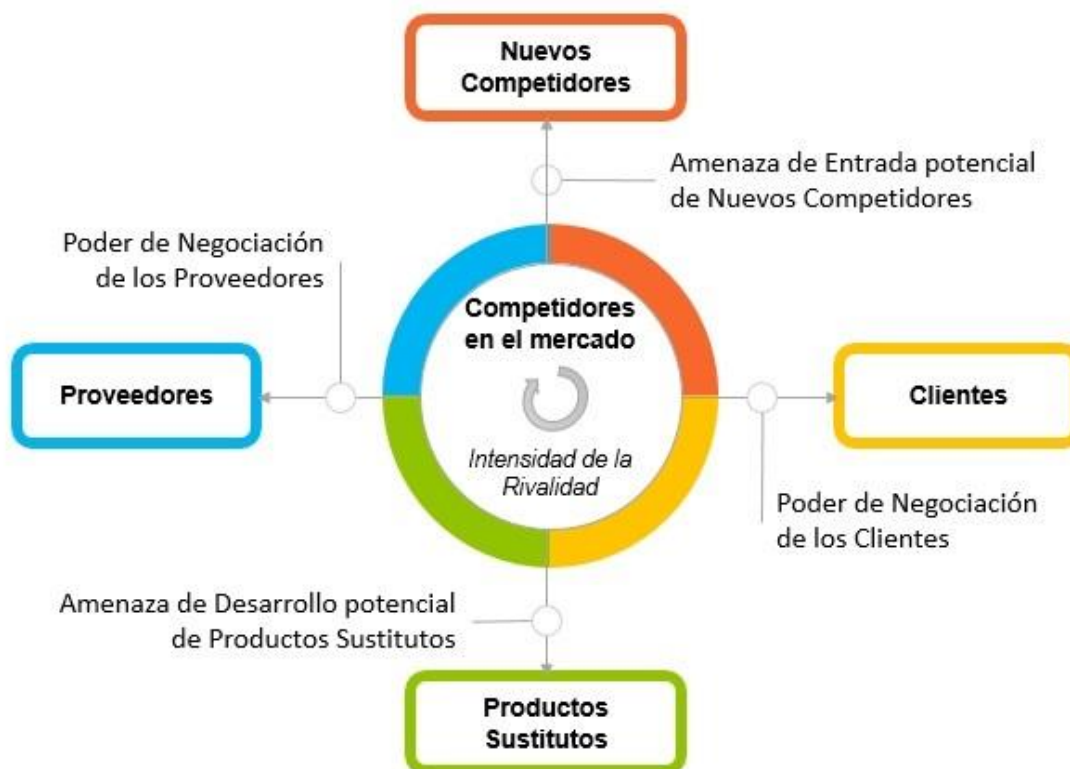 Nuevos
Competidores
Amenaza de Entrada potencial
de Nuevos Competidores
Poder de Negociación
de los Proveedores
Competidores
en el mercado
Proveedores
Clientes
Intensidad de la
Rivalidad
Poder de Negociación
de los Clientes
Amenaza de Desarrollo potencial
de Productos Sustitutos
Productos
Sustitutos